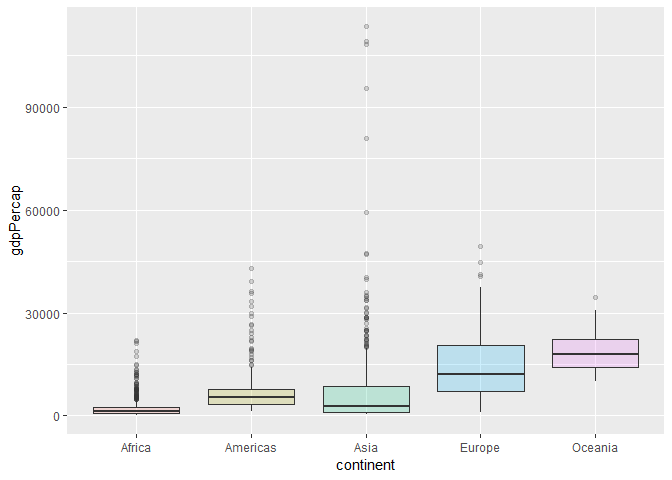 90000
60000
30000
0
gdpPercap
Africa
Americas
Asia
Europe
Oceania
continent